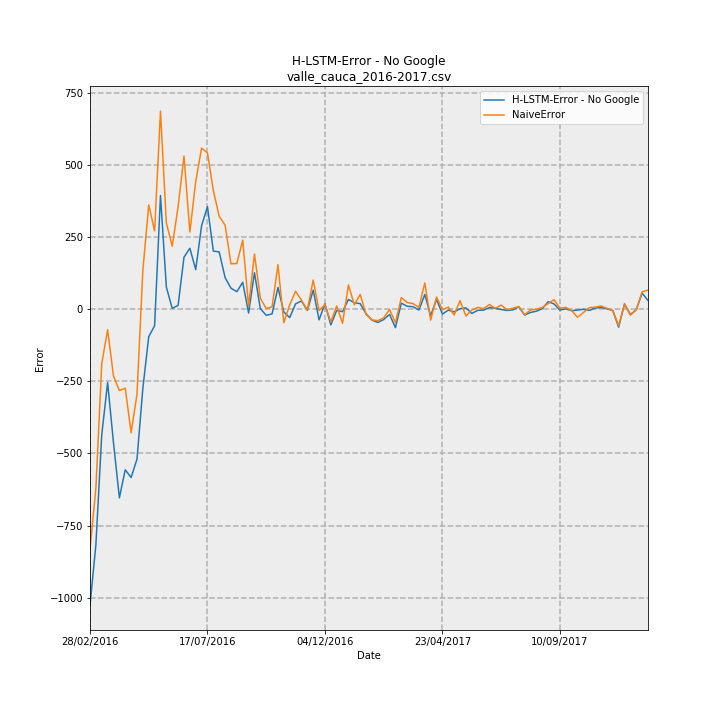 H-LSTM-Error - No Google
valle_cauca_2016-2017.csv
H-LSTM-Error - No Google
NaiveError
750
500
250
0
−250
−500
−750
−1000
Error
28/02/2016
17/07/2016
04/12/2016
23/04/2017
10/09/2017
Date